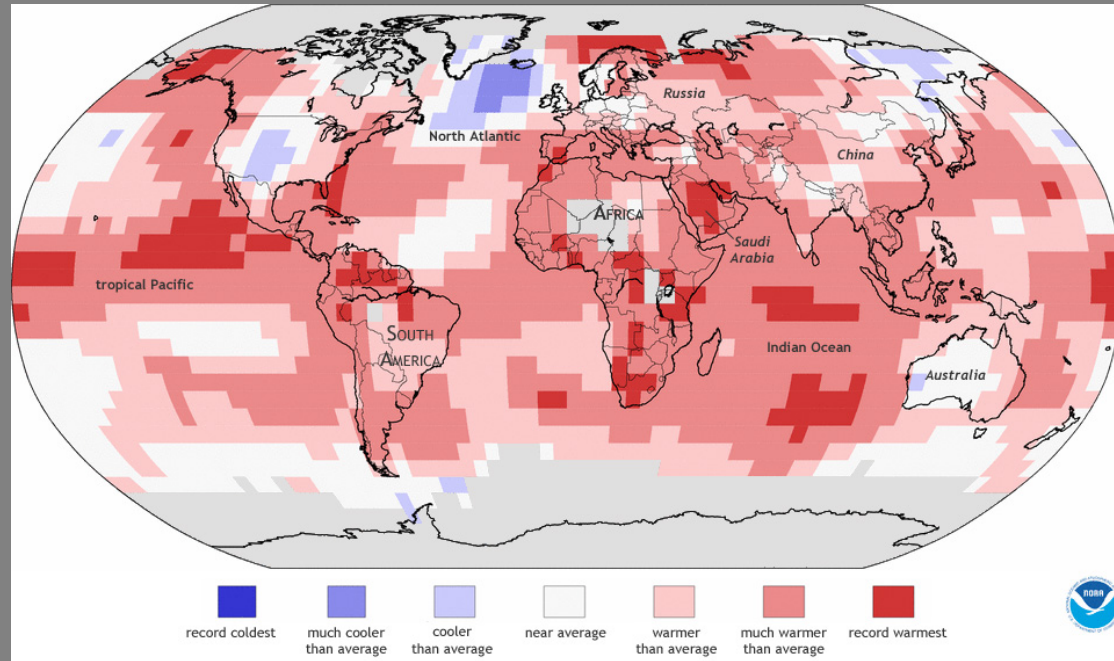 Russia
North Atlantic
China
AFRICA
Saudi
Arabia
tropical Pacific
SOUTH
AMERICA
Indian Ocean
Australia
record coldest
much cooler
than average
cooler
than average
near average
warmer
than average
much warmer
than average
record warmest
NOAA